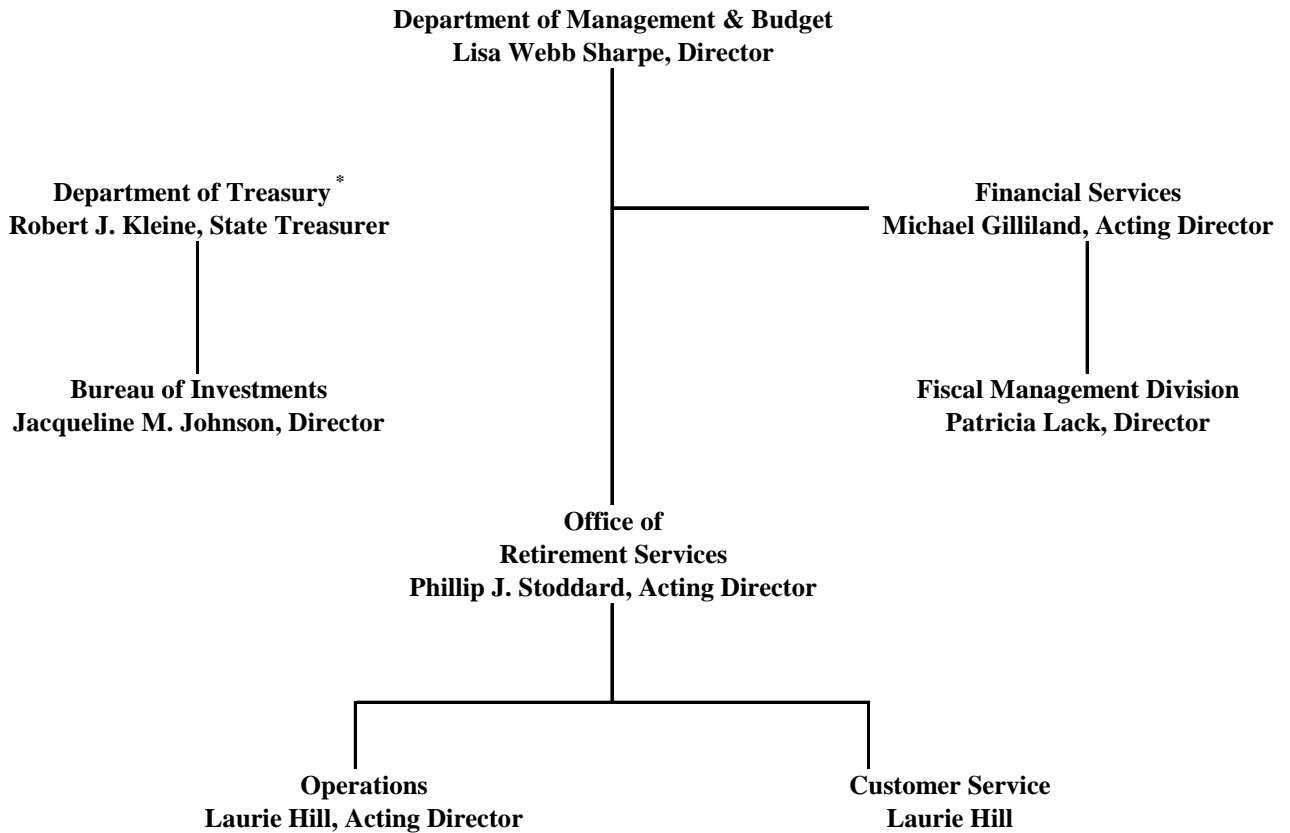 Department of Management & Budget
Lisa Webb Sharpe, Director
Department of Treasury *
Robert J. Kleine, State Treasurer
Financial Services
Michael Gilliland, Acting Director
Bureau of Investments
Jacqueline M. Johnson, Director
Fiscal Management Division
Patricia Lack, Director
Office of
Retirement Services
Phillip J. Stoddard, Acting Director
Operations
Laurie Hill, Acting Director
Customer Service
Laurie Hill